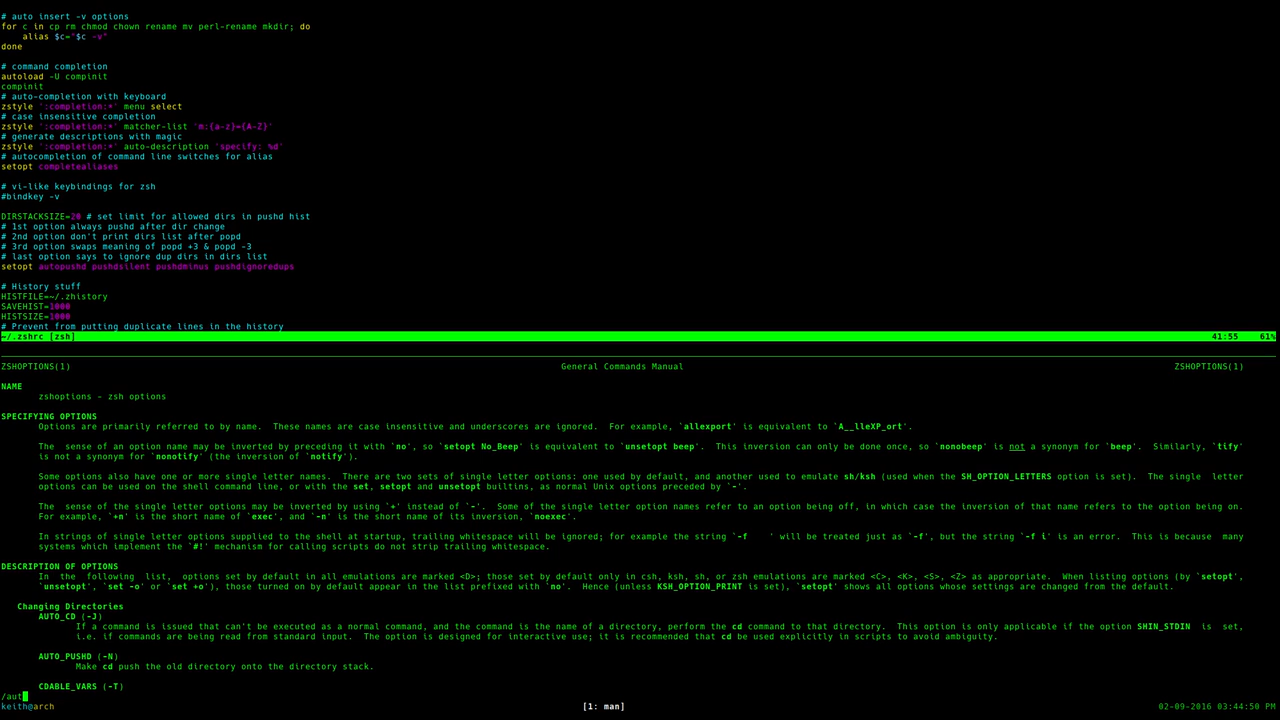 # auto insert -v options
for c in cp rm chmod chown rename mv perl-rename mkdir; do
    alias $c="$c -v"
done
# command completion
autoload -U compinit
compinit
# auto-completion with keyboard
zstyle ':completion:*' menu select
# case insensitive completion
zstyle ':completion:*' matcher-list 'm:{a-z}={A-Z}'
# generate descriptions with magic
zstyle ':completion:*' auto-description 'specify: %d'
# autocompletion of command line switches for alias
setopt completealiases
# vi-like keybindings for zsh
#bindkey -v
DIRSTACKSIZE=20 # set limit for allowed dirs in pushd hist
# 1st option always pushd after dir change
# 2nd option don't print dirs list after popd
# 3rd option swaps meaning of popd +3 & popd -3
# last option says to ignore dup dirs in dirs list
setopt autopushd pushdsilent pushdminus pushdignoredups
# History stuff
HISTFILE=~/.zhistory
SAVEHIST=1000
HISTSIZE=1000
# Prevent from putting duplicate lines in the history
~/.zshrc [zsh] 41:55 61%
ZSHOPTIONS(1) General Commands Manual ZSHOPTIONS(1)
NAME
zshoptions - zsh options
SPECIFYING OPTIONS
Options are primarily referred to by name.  These names are case insensitive and underscores are ignored.  For example, `allexport' is equivalent to `A__lleXP_ort'.
The  sense of an option name may be inverted by preceding it with `no', so `setopt No_Beep' is equivalent to `unsetopt beep'.  This inversion can only be done once, so `nonobeep' is not a synonym for `beep'.  Similarly, `tify'
is not a synonym for `nonotify' (the inversion of `notify').
Some options also have one or more single letter names.  There are two sets of single letter options: one used by default, and another used to emulate sh/ksh (used when the SH_OPTION_LETTERS option is set).  The single  letter
options can be used on the shell command line, or with the set, setopt and unsetopt builtins, as normal Unix options preceded by `-'.
The  sense of the single letter options may be inverted by using `+' instead of `-'.  Some of the single letter option names refer to an option being off, in which case the inversion of that name refers to the option being on.
For example, `+n' is the short name of `exec', and `-n' is the short name of its inversion, `noexec'.
In strings of single letter options supplied to the shell at startup, trailing whitespace will be ignored; for example the string `-f    ' will be treated just as `-f', but the string `-f i' is an error.  This is because  many
systems which implement the `#!' mechanism for calling scripts do not strip trailing whitespace.
DESCRIPTION OF OPTIONS
In  the  following  list,  options set by default in all emulations are marked <D>; those set by default only in csh, ksh, sh, or zsh emulations are marked <C>, <K>, <S>, <Z> as appropriate.  When listing options (by `setopt',
`unsetopt', `set -o' or `set +o'), those turned on by default appear in the list prefixed with `no'.  Hence (unless KSH_OPTION_PRINT is set), `setopt' shows all options whose settings are changed from the default.
Changing Directories
AUTO_CD (-J)
If a command is issued that can't be executed as a normal command, and the command is the name of a directory, perform the cd command to that directory.  This option is only applicable if the option SHIN_STDIN  is  set,
i.e. if commands are being read from standard input.  The option is designed for interactive use; it is recommended that cd be used explicitly in scripts to avoid ambiguity.
AUTO_PUSHD (-N)
Make cd push the old directory onto the directory stack.
CDABLE_VARS (-T)
/aut
keith@arch [1: man] 02-09-2016 03:44:50 PM